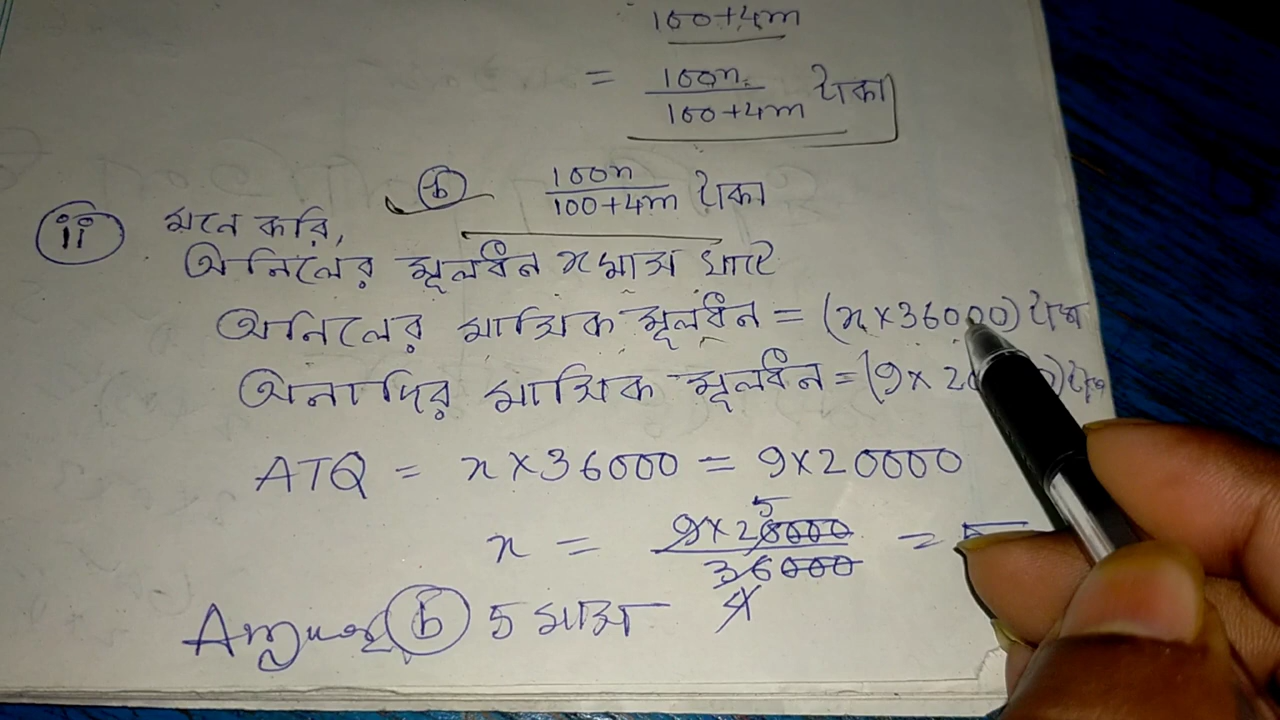 100+4m
= 100n / 100+4m টাকা
(b) 100n / 100+4m টাকা
(ii) মনে করি,
অনিলের মূলধন x মাস খাটে
অনিলের মাসিক মূলধন = (x × 36000) টাকা
অনাদির মাসিক মূলধন = (9 ×
ATQ = x × 36000 = 9 × 20000
x = 9 × 20000 / 36000 =
5
4
Answer (b) 5 মাস